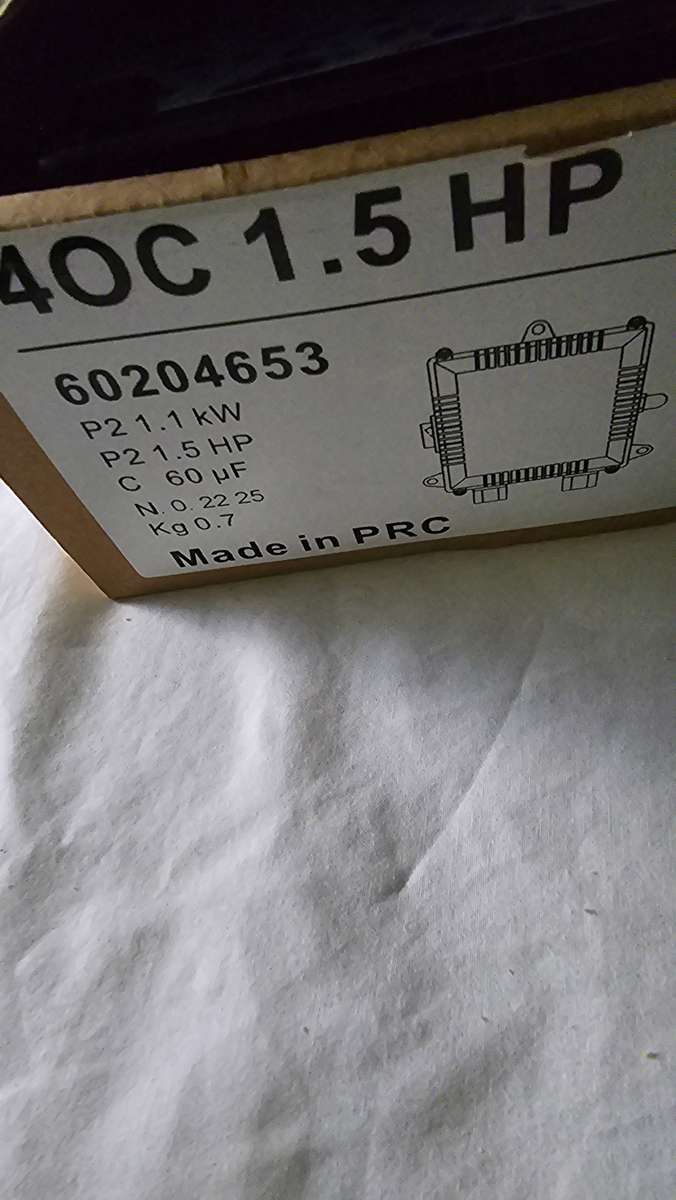 4OC 1.5 HP
60204653
P2 1.1 kW
P2 1.5 HP
C 60 µF
N. 0. 22 25
Kg 0.7
Made in PRC